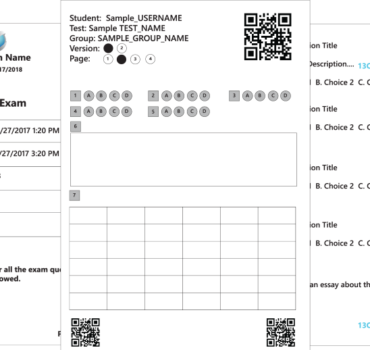 n Name
17/2018
Exam
/27/2017 1:20 PM
/27/2017 3:20 PM
r all the exam que
owed.
Student: Sample_USERNAME
Test: Sample TEST_NAME
Group: SAMPLE_GROUP_NAME
Version: 2
Page: 1 3 4
1 A B C D 2 A B C D 3 A B C D
4 A B C D 5 A B C D
6
7
ion Title
Description....
13C
B. Choice 2 C. C
ion Title
B. Choice 2 C. C
ion Title
B. Choice 2 C. C
ion Title
B. Choice 2 C. C
an essay about th
13C